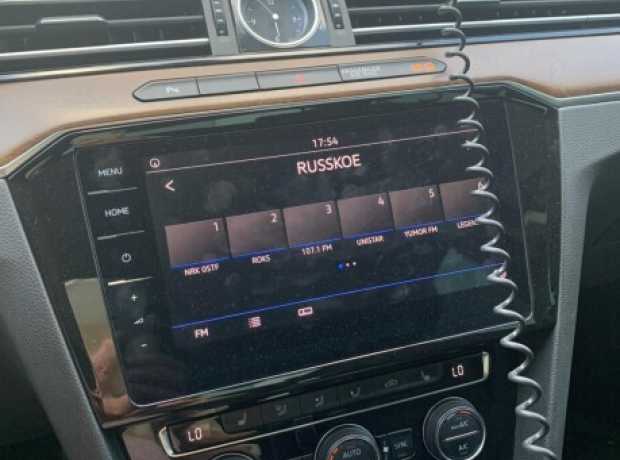 17:54
MENU
RUSSKOE
HOME
1 2 3 4 5
NRK OSTF ROKS 107.1 FM UNISTAR YUMOR FM
+
-
FM
LO
LO
AUTO
SYNC
A/C